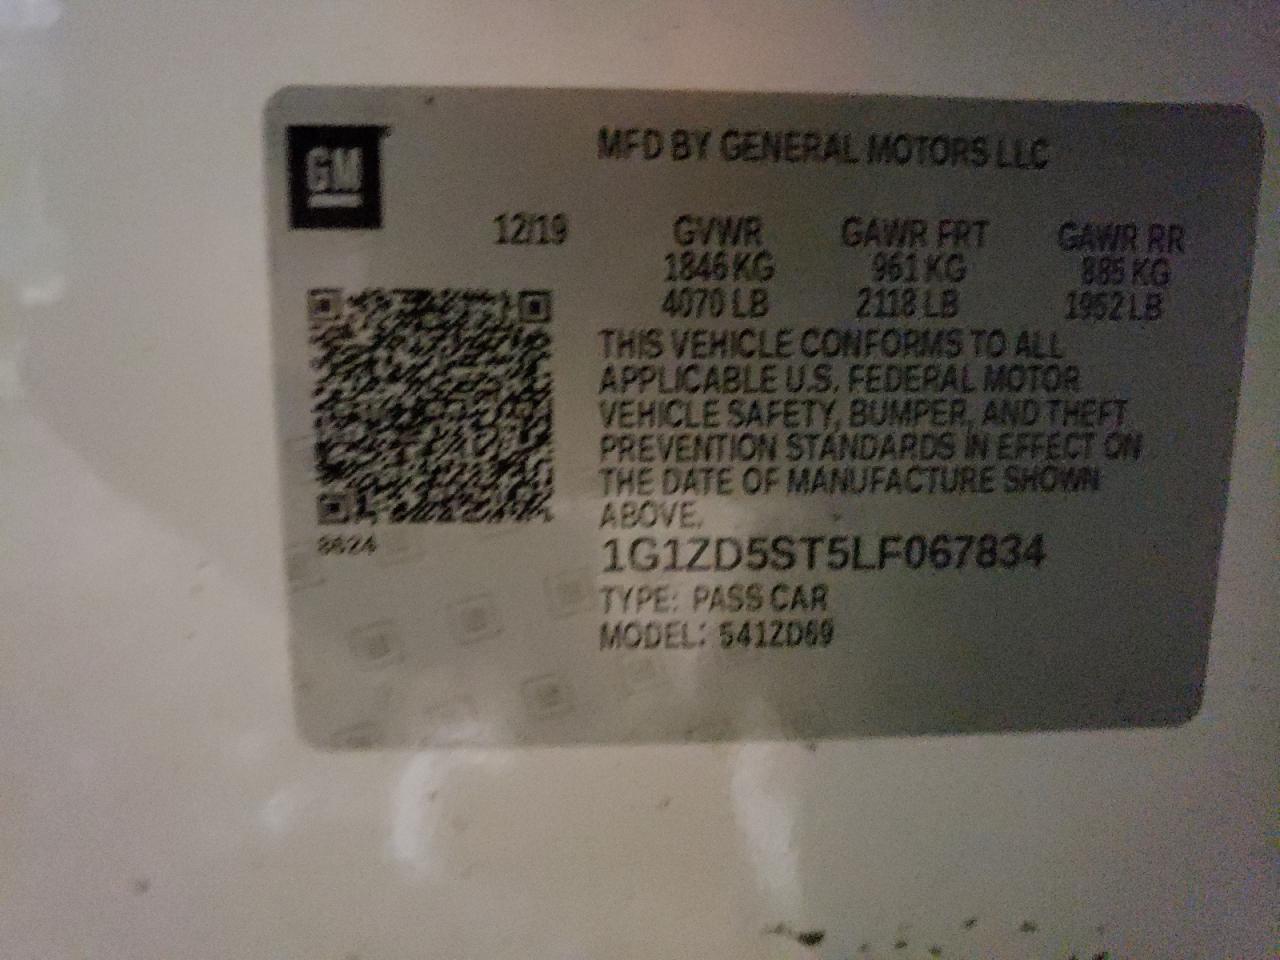 GM
MFD BY GENERAL MOTORS LLC
12/19 GVWR GAWR FRT GAWR RR
1846 KG 961 KG 885 KG
4070 LB 2118 LB 1952 LB
THIS VEHICLE CONFORMS TO ALL
APPLICABLE U.S. FEDERAL MOTOR
VEHICLE SAFETY, BUMPER, AND THEFT
PREVENTION STANDARDS IN EFFECT ON
THE DATE OF MANUFACTURE SHOWN
ABOVE.
8624
1G1ZD5ST5LF067834
TYPE: PASS CAR
MODEL: 541ZD69